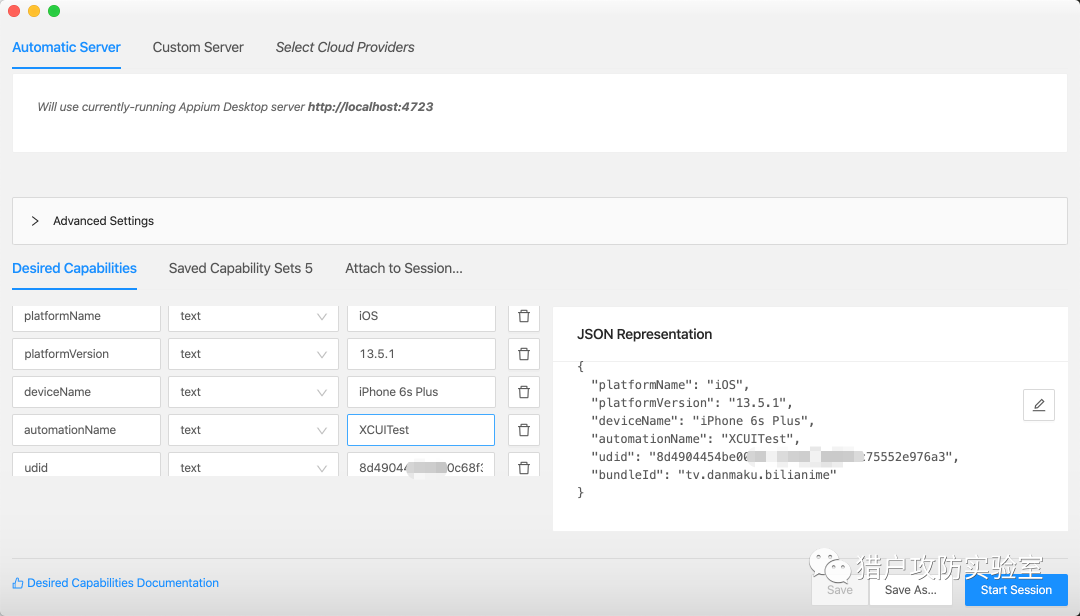 Automatic Server Custom Server Select Cloud Providers
Will use currently-running Appium Desktop server http://localhost:4723
Advanced Settings
Desired Capabilities Saved Capability Sets 5 Attach to Session...
platformName text iOS
platformVersion text 13.5.1
deviceName text iPhone 6s Plus
automationName text XCUITest
udid text 8d4904 0c68f
JSON Representation
{
"platformName": "iOS",
"platformVersion": "13.5.1",
"deviceName": "iPhone 6s Plus",
"automationName": "XCUITest",
"udid": "8d4904454be0 75552e976a3",
"bundleId": "tv.danmaku.bilianime"
}
猎户攻防实验室
Desired Capabilities Documentation
Save Save As... Start Session